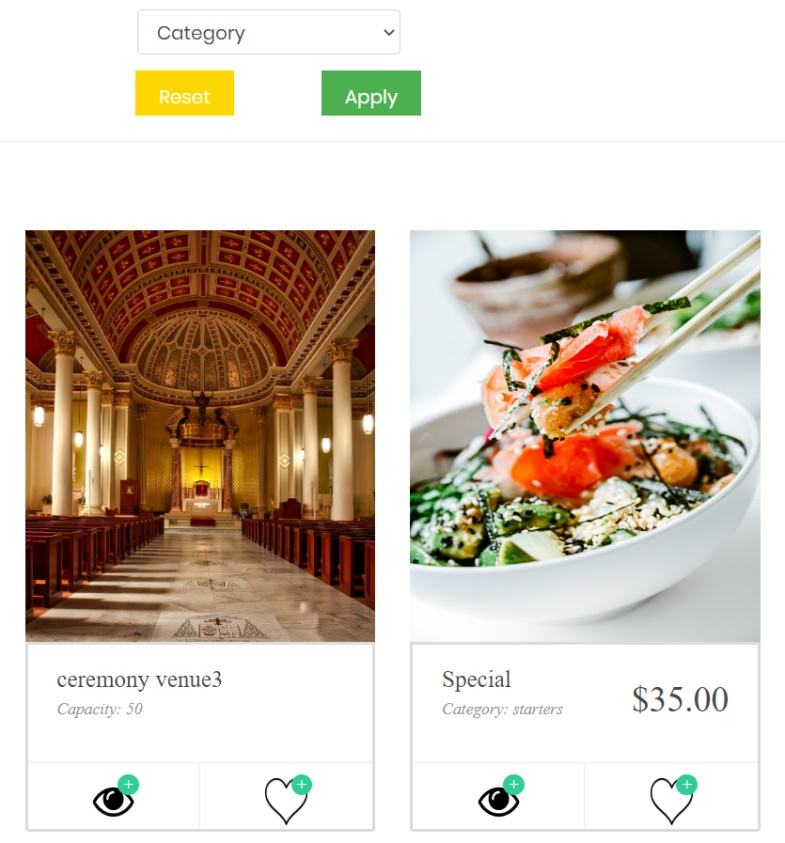 Category
Reset
Apply
ceremony venue3
Capacity: 50
Special
Category: starters
$35.00
+
+
+
+